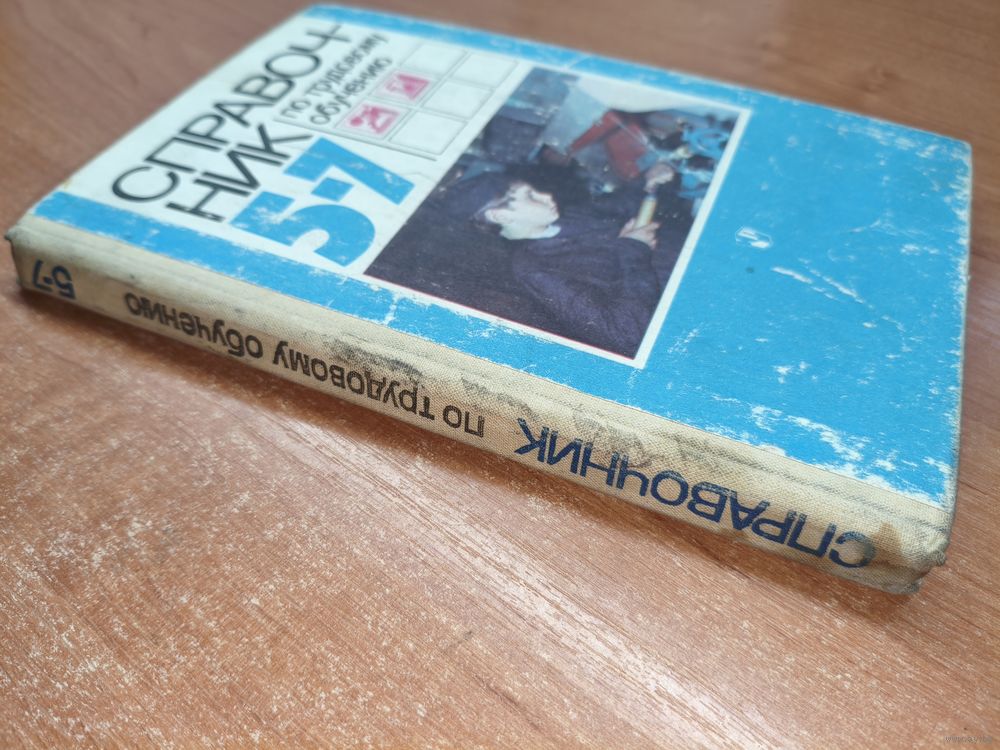 СПРАВОЧ-
НИК
по трудовому
обучению
5·7
СПРАВОЧНИК
по трудовому обучению
5·7